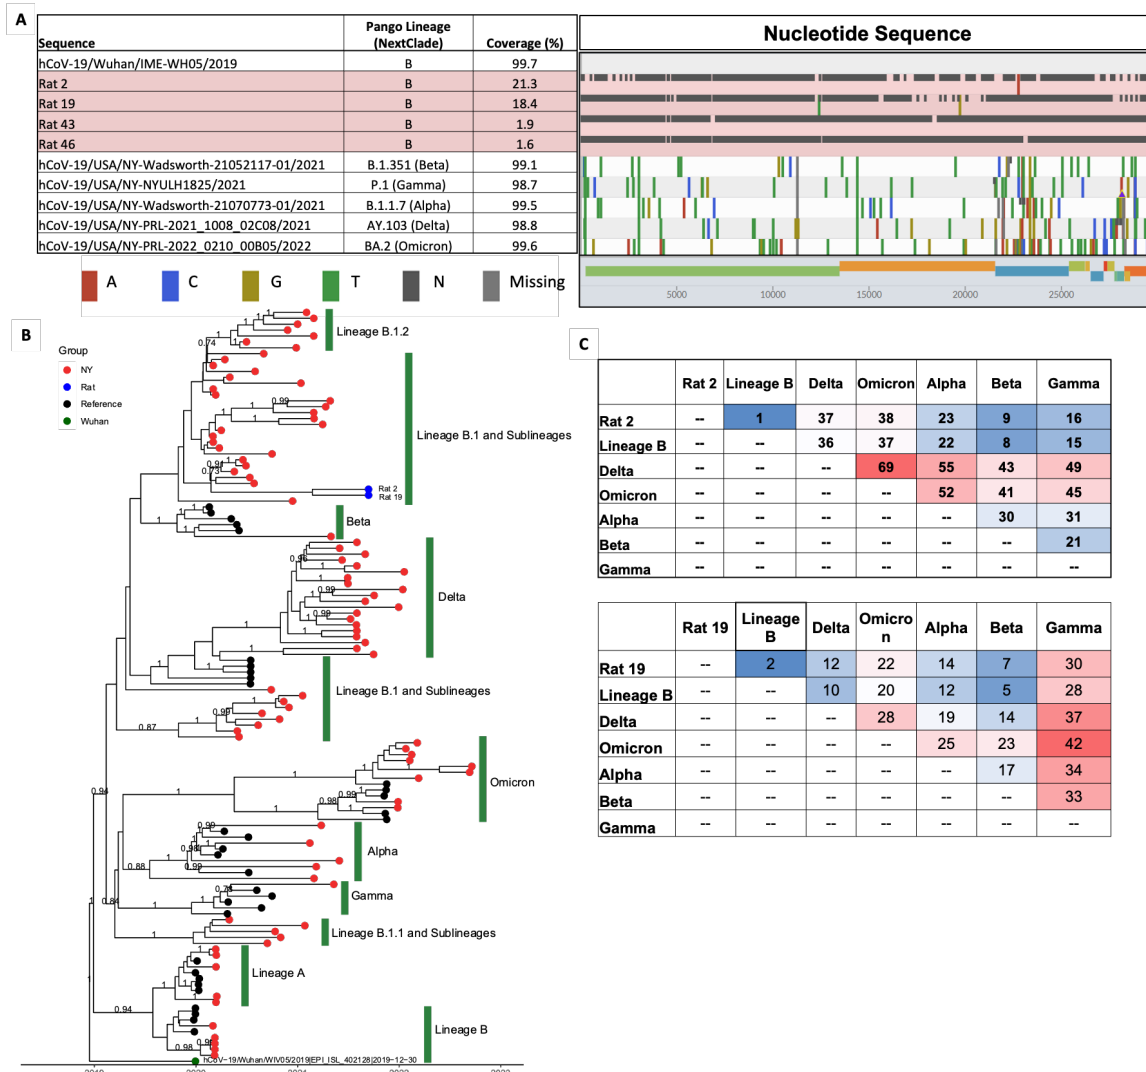 A
Sequence Pango Lineage (NextClade) Coverage (%) Nucleotide Sequence
hCoV-19/Wuhan/IME-WH05/2019 B 99.7
Rat 2 B 21.3
Rat 19 B 18.4
Rat 43 B 1.9
Rat 46 B 1.6
hCoV-19/USA/NY-Wadsworth-21052117-01/2021 B.1.351 (Beta) 99.1
hCoV-19/USA/NY-NYULH1825/2021 P.1 (Gamma) 98.7
hCoV-19/USA/NY-Wadsworth-21070773-01/2021 B.1.1.7 (Alpha) 99.5
hCoV-19/USA/NY-PRL-2021_1008_02C08/2021 AY.103 (Delta) 98.8
hCoV-19/USA/NY-PRL-2022_0210_00B05/2022 BA.2 (Omicron) 99.6
A C G T N Missing
5000 10000 15000 20000 25000
B
Group
NY
Rat
Reference
Wuhan
Lineage B.1.2
Lineage B.1 and Sublineages
Rat 2
Rat 19
Beta
Delta
Lineage B.1 and Sublineages
Omicron
Alpha
Gamma
Lineage B.1.1 and Sublineages
Lineage A
Lineage B
hCoV-19/Wuhan/WIV05/2019|EPI_ISL_402128|2019-12-30
C
Rat 2 Lineage B Delta Omicron Alpha Beta Gamma
Rat 2 -- 1 37 38 23 9 16
Lineage B -- -- 36 37 22 8 15
Delta -- -- -- 69 55 43 49
Omicron -- -- -- -- 52 41 45
Alpha -- -- -- -- -- 30 31
Beta -- -- -- -- -- -- 21
Gamma -- -- -- -- -- -- --
Rat 19 Lineage B Delta Omicro n Alpha Beta Gamma
Rat 19 -- 2 12 22 14 7 30
Lineage B -- -- 10 20 12 5 28
Delta -- -- -- 28 19 14 37
Omicron -- -- -- -- 25 23 42
Alpha -- -- -- -- -- 17 34
Beta -- -- -- -- -- -- 33
Gamma -- -- -- -- -- -- --